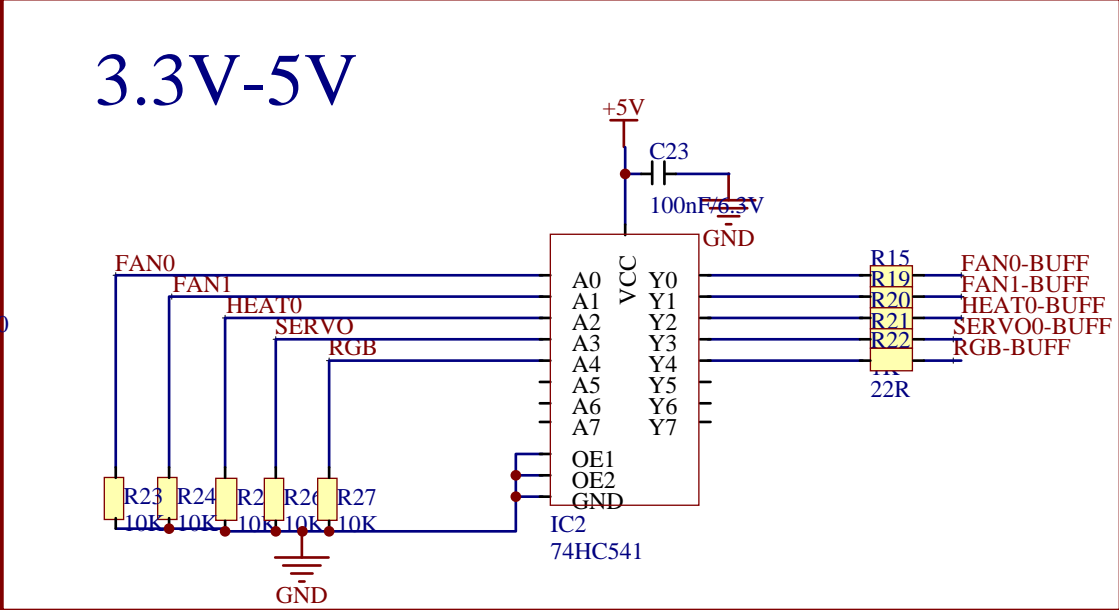 3.3V-5V
+5V
C23
100nF/6.3V
GND
FAN0
FAN1
HEAT0
SERVO
RGB
VCC
A0 Y0
A1 Y1
A2 Y2
A3 Y3
A4 Y4
A5 Y5
A6 Y6
A7 Y7
OE1
OE2
GND
IC2
74HC541
R15
R19
R20
R21
R22
22R
FAN0-BUFF
FAN1-BUFF
HEAT0-BUFF
SERVO0-BUFF
RGB-BUFF
R23 R24 R2 R26 R27
10K 10K 10K 10K 10K
GND